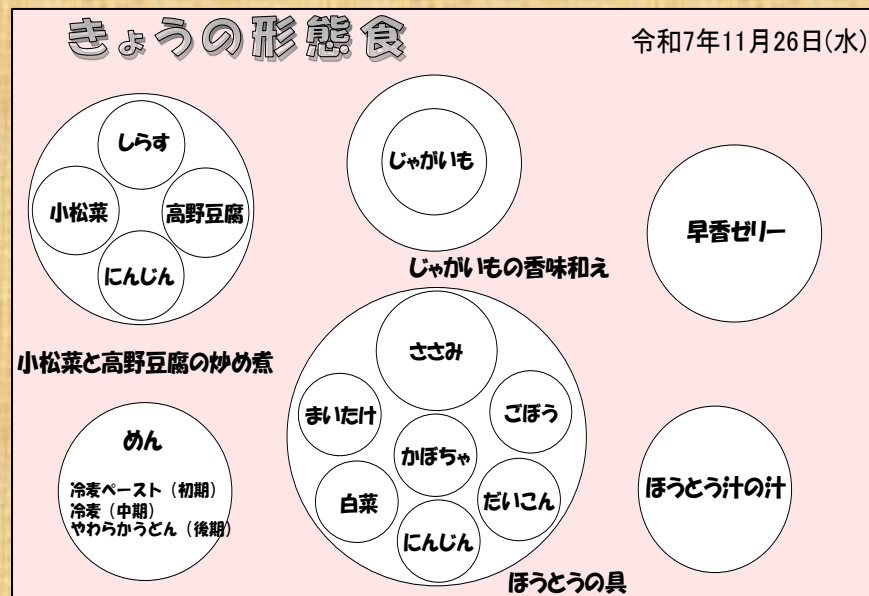 きょうの形態食
令和7年11月26日(水)
しらす
小松菜
高野豆腐
にんじん
小松菜と高野豆腐の炒め煮
じゃがいも
じゃがいもの香味和え
早香ゼリー
めん
冷麦ペースト（初期）
冷麦（中期）
やわらかうどん（後期）
ささみ
まいたけ
ごぼう
かぼちゃ
白菜
だいこん
にんじん
ほうとうの具
ほうとう汁の汁